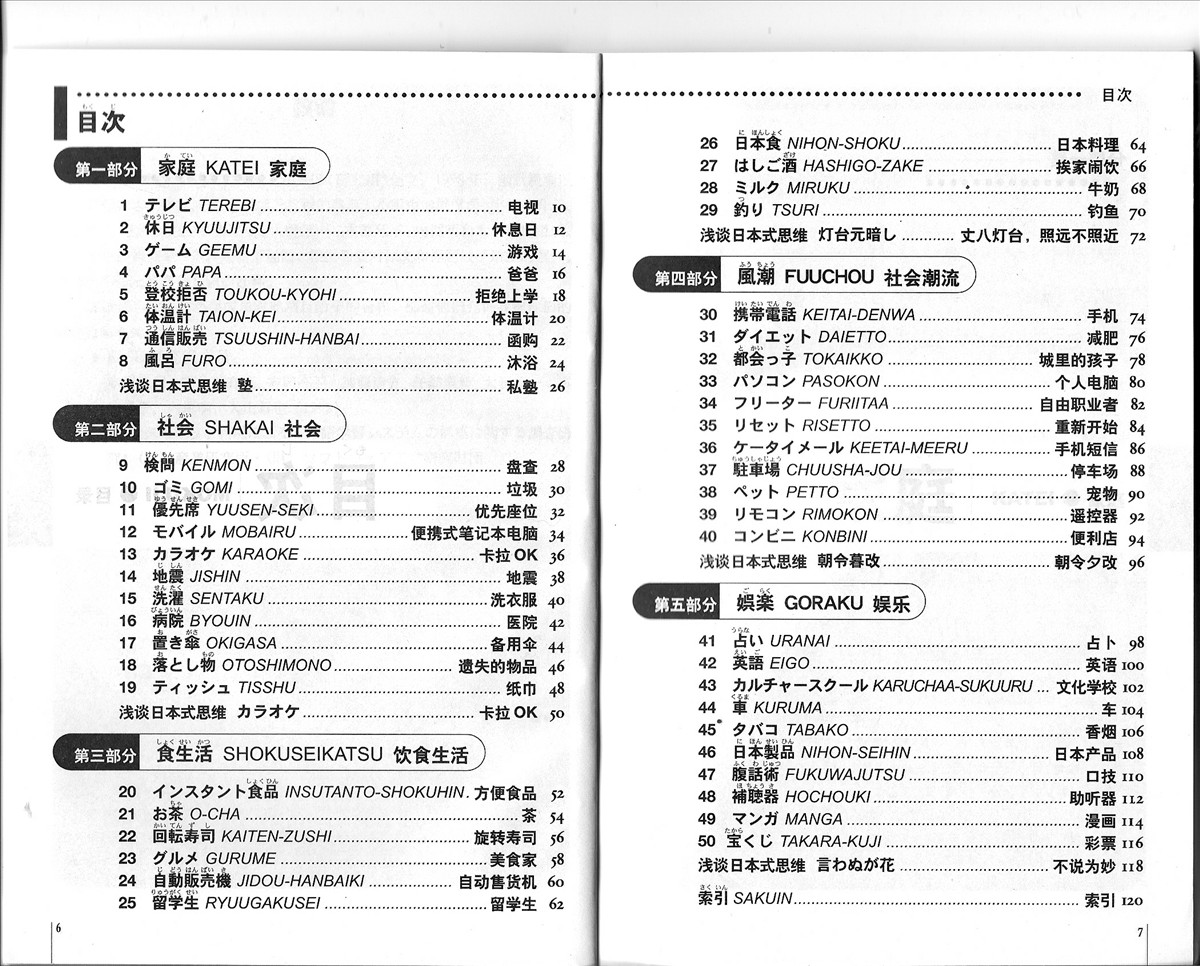 目次
第一部分 家庭 KATEI 家庭
1 テレビ TEREBI 电视 10
2 休日 KYUUJITSU 休息日 12
3 ゲーム GEEMU 游戏 14
4 パパ PAPA 爸爸 16
5 登校拒否 TOUKOU-KYOHI 拒绝上学 18
6 体温計 TAION-KEI 体温计 20
7 通信販売 TSUUSHIN-HANBAI 函购 22
8 風呂 FURO 沐浴 24
浅谈日本式思维 塾 私塾 26
第二部分 社会 SHAKAI 社会
9 検問 KENMON 盘查 28
10 ゴミ GOMI 垃圾 30
11 優先席 YUUSEN-SEKI 优先座位 32
12 モバイル MOBAIRU 便携式笔记本电脑 34
13 カラオケ KARAOKE 卡拉OK 36
14 地震 JISHIN 地震 38
15 洗濯 SENTAKU 洗衣服 40
16 病院 BYOUIN 医院 42
17 置き傘 OKIGASA 备用伞 44
18 落とし物 OTOSHIMONO 遗失的物品 46
19 ティッシュ TISSHU 纸巾 48
浅谈日本式思维 カラオケ 卡拉OK 50
第三部分 食生活 SHOKUSEIKATSU 饮食生活
20 インスタント食品 INSUTANTO-SHOKUHIN 方便食品 52
21 お茶 O-CHA 茶 54
22 回転寿司 KAITEN-ZUSHI 旋转寿司 56
23 グルメ GURUME 美食家 58
24 自動販売機 JIDOU-HANBAIKI 自动售货机 60
25 留学生 RYUUGAKUSEI 留学生 62
6
目次
26 日本食 NIHON-SHOKU 日本料理 64
27 はしご酒 HASHIGO-ZAKE 挨家闹饮 66
28 ミルク MIRUKU 牛奶 68
29 釣り TSURI 钓鱼 70
浅谈日本式思维 灯台元暗し 丈八灯台，照远不照近 72
第四部分 風潮 FUUCHOU 社会潮流
30 携帯電話 KEITAI-DENWA 手机 74
31 ダイエット DAIETTO 减肥 76
32 都会っ子 TOKAIKKO 城里的孩子 78
33 パソコン PASOKON 个人电脑 80
34 フリーター FURIITAA 自由职业者 82
35 リセット RISETTO 重新开始 84
36 ケータイメール KEETAI-MEERU 手机短信 86
37 駐車場 CHUUSHA-JOU 停车场 88
38 ペット PETTO 宠物 90
39 リモコン RIMOKON 遥控器 92
40 コンビニ KONBINI 便利店 94
浅谈日本式思维 朝令暮改 朝令夕改 96
第五部分 娯楽 GORAKU 娱乐
41 占い URANAI 占卜 98
42 英語 EIGO 英语 100
43 カルチャースクール KARUCHAA-SUKUURU 文化学校 102
44 車 KURUMA 车 104
45 タバコ TABAKO 香烟 106
46 日本製品 NIHON-SEIHIN 日本产品 108
47 腹話術 FUKUWAJUTSU 口技 110
48 補聴器 HOCHOUKI 助听器 112
49 マンガ MANGA 漫画 114
50 宝くじ TAKARA-KUJI 彩票 116
浅谈日本式思维 言わぬが花 不说为妙 118
索引 SAKUIN 索引 120
7